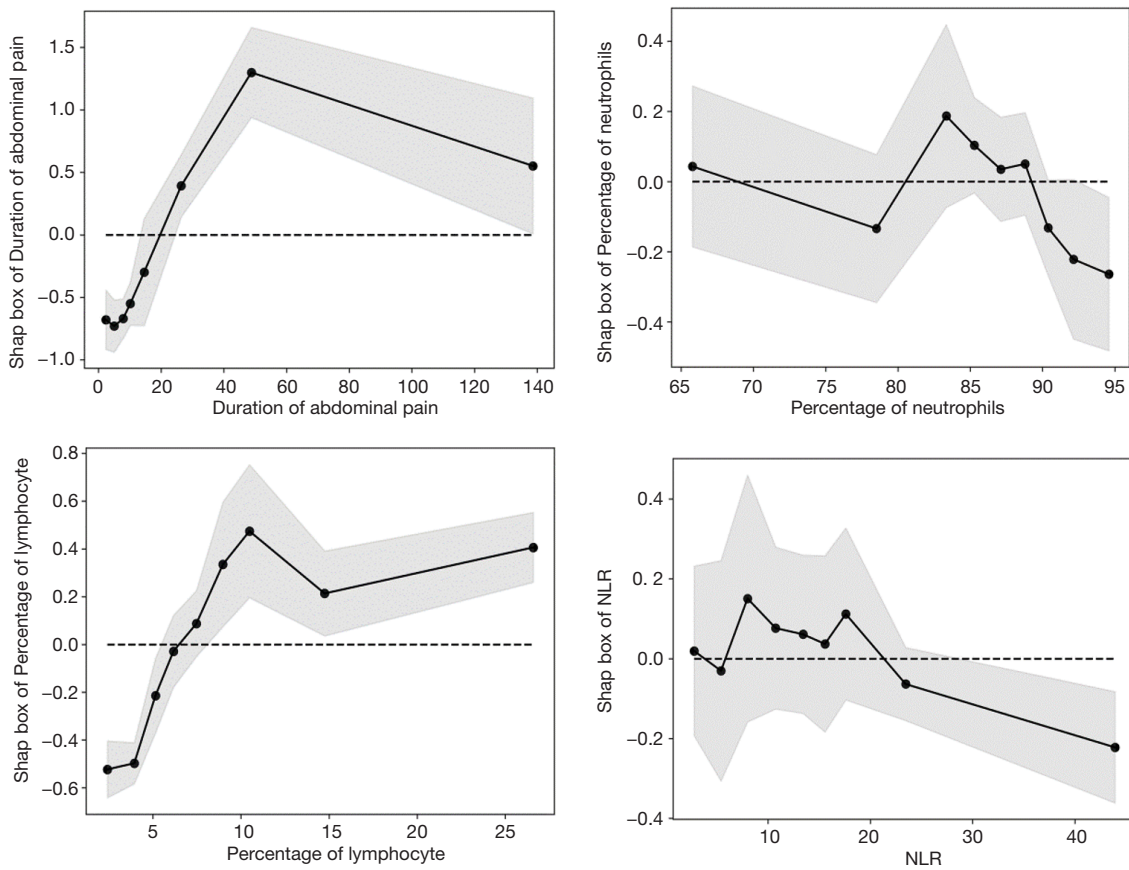 Shap box of Duration of abdominal pain
1.5
1.0
0.5
0.0
−0.5
−1.0
0 20 40 60 80 100 120 140
Duration of abdominal pain
Shap box of Percentage of neutrophils
0.4
0.2
0.0
−0.2
−0.4
65 70 75 80 85 90 95
Percentage of neutrophils
Shap box of Percentage of lymphocyte
0.8
0.6
0.4
0.2
0.0
−0.2
−0.4
−0.6
5 10 15 20 25
Percentage of lymphocyte
Shap box of NLR
0.4
0.2
0.0
−0.2
−0.4
10 20 30 40
NLR